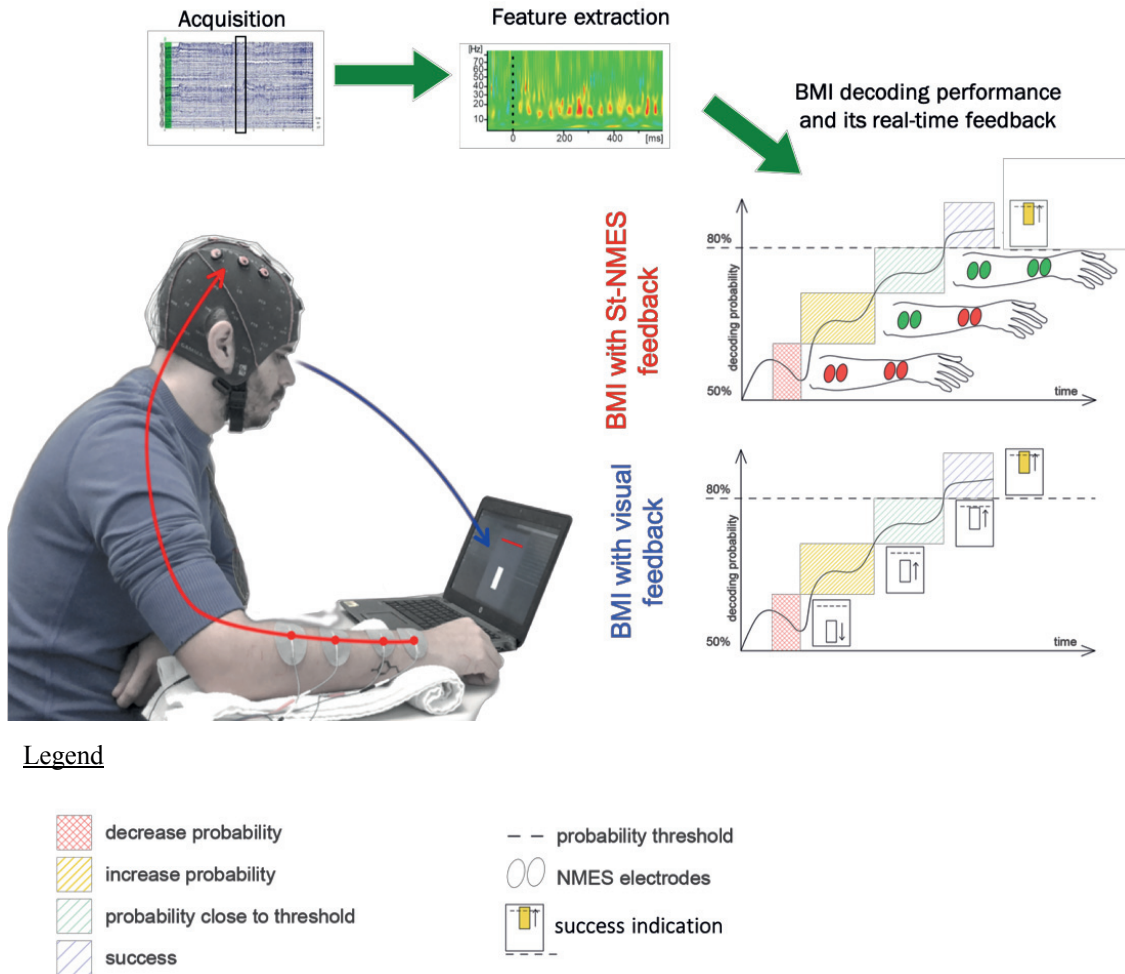 Acquisition
Feature extraction
[Hz]
70
60
50
40
30
20
10
0
200
400
[ms]
BMI decoding performance
and its real-time feedback
BMI with St-NMES
feedback
decoding probability
80%
50%
time
BMI with visual
feedback
decoding probability
80%
50%
time
Legend
decrease probability
increase probability
probability close to threshold
success
probability threshold
NMES electrodes
success indication